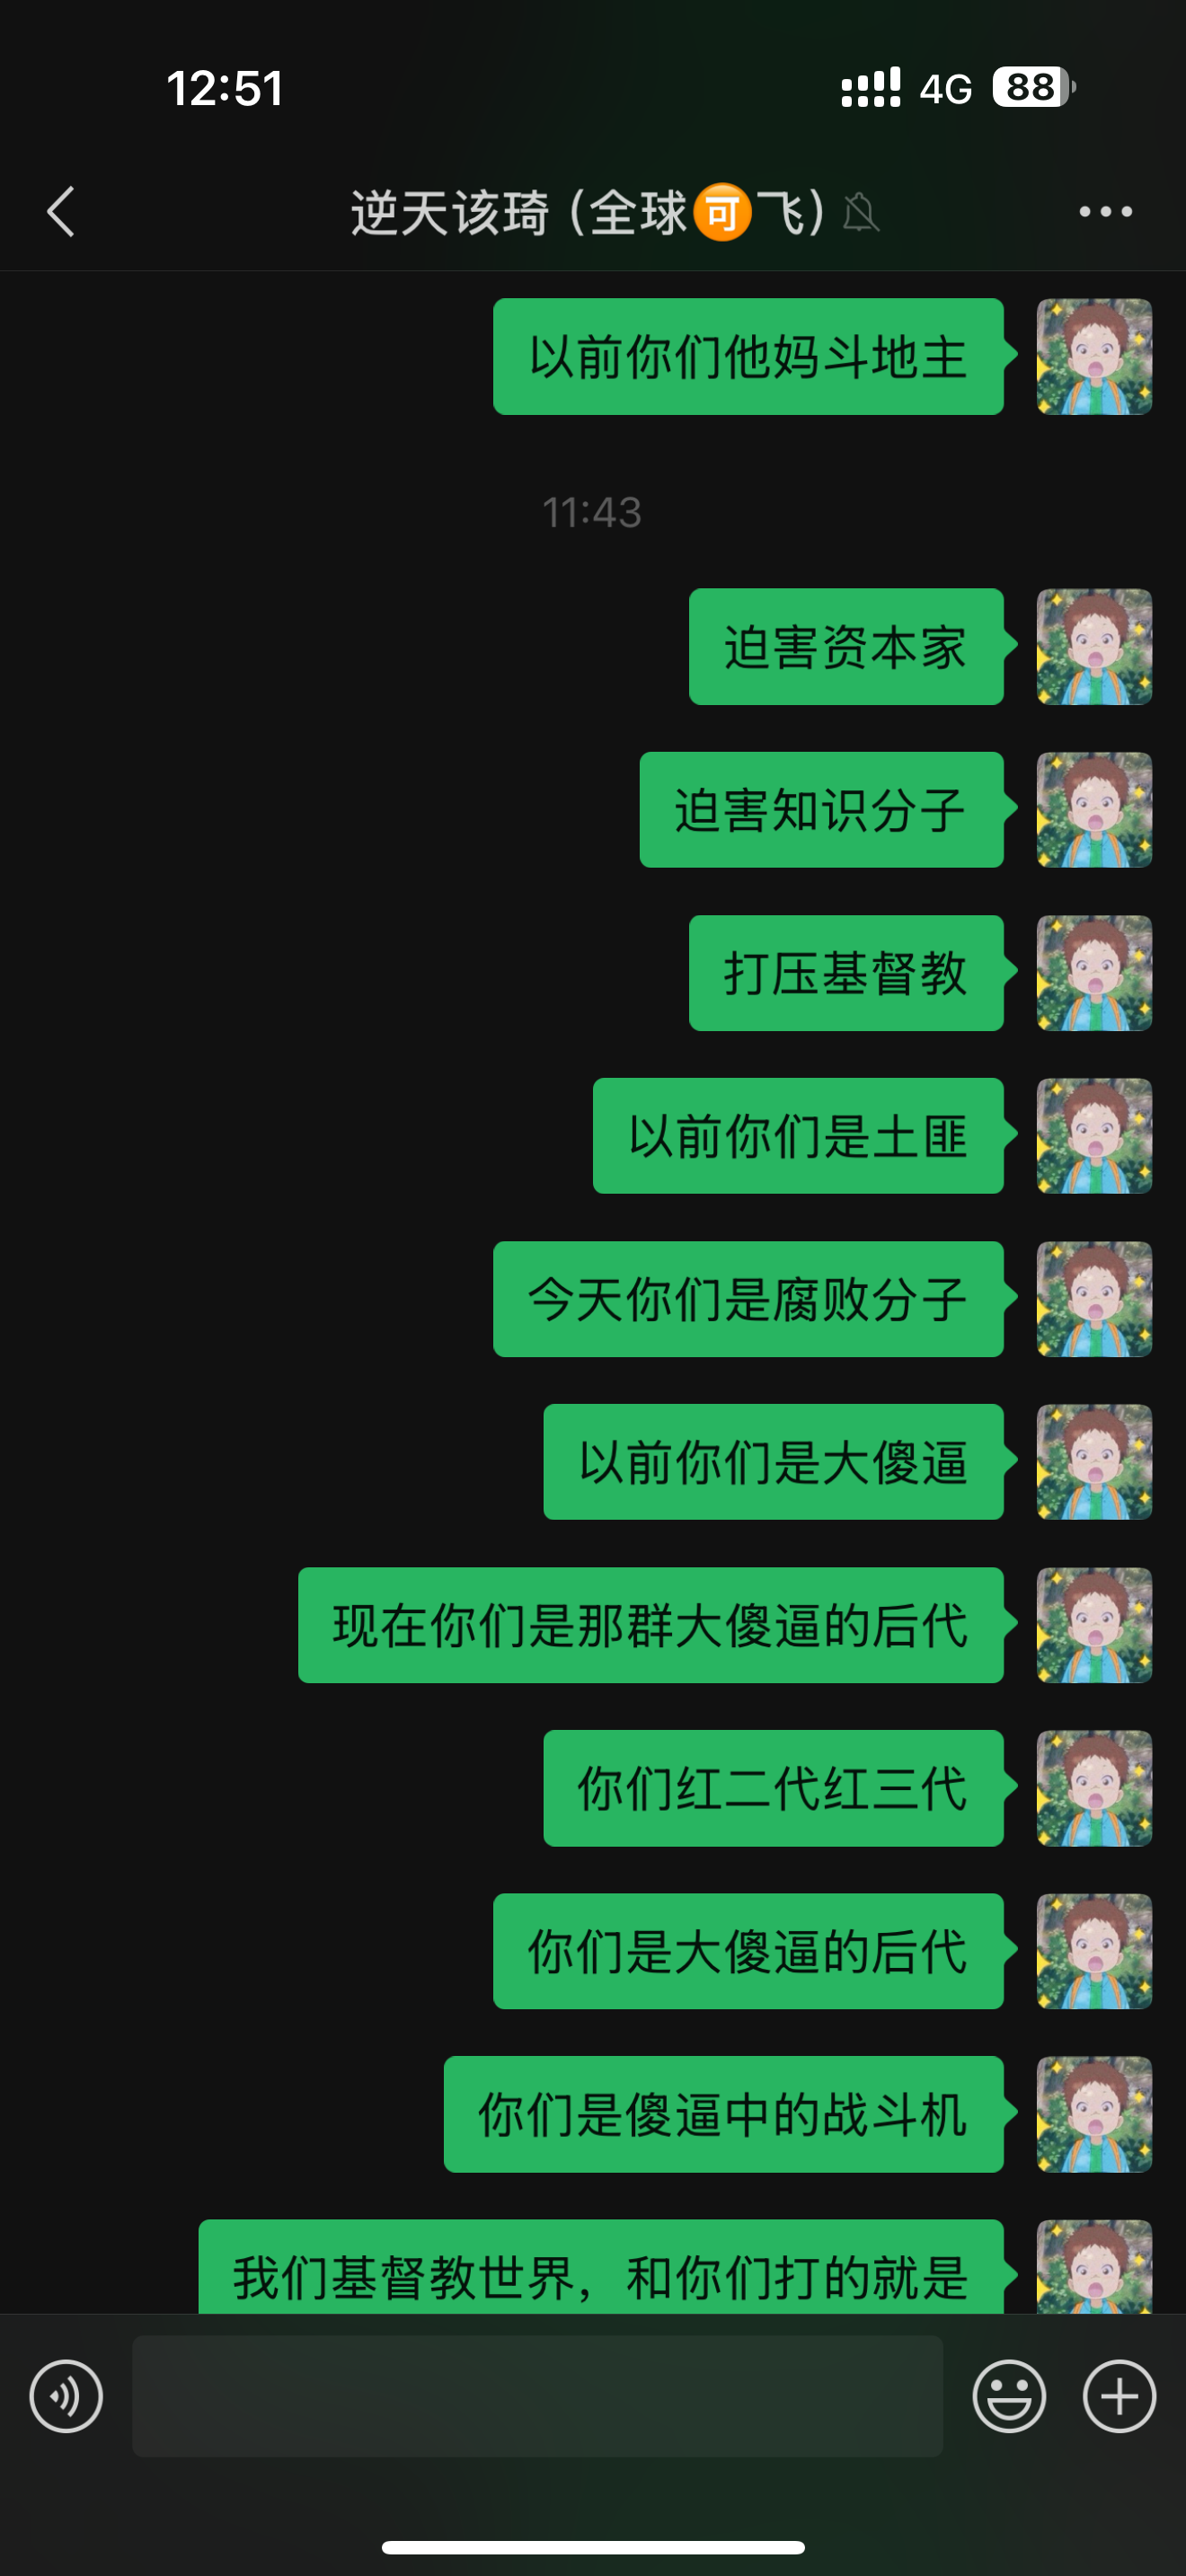 12:51
4G 88
逆天该琦（全球🉑飞）
以前你们他妈斗地主
11:43
迫害资本家
迫害知识分子
打压基督教
以前你们是土匪
今天你们是腐败分子
以前你们是大傻逼
现在你们是那群大傻逼的后代
你们红二代红三代
你们是大傻逼的后代
你们是傻逼中的战斗机
我们基督教世界，和你们打的就是